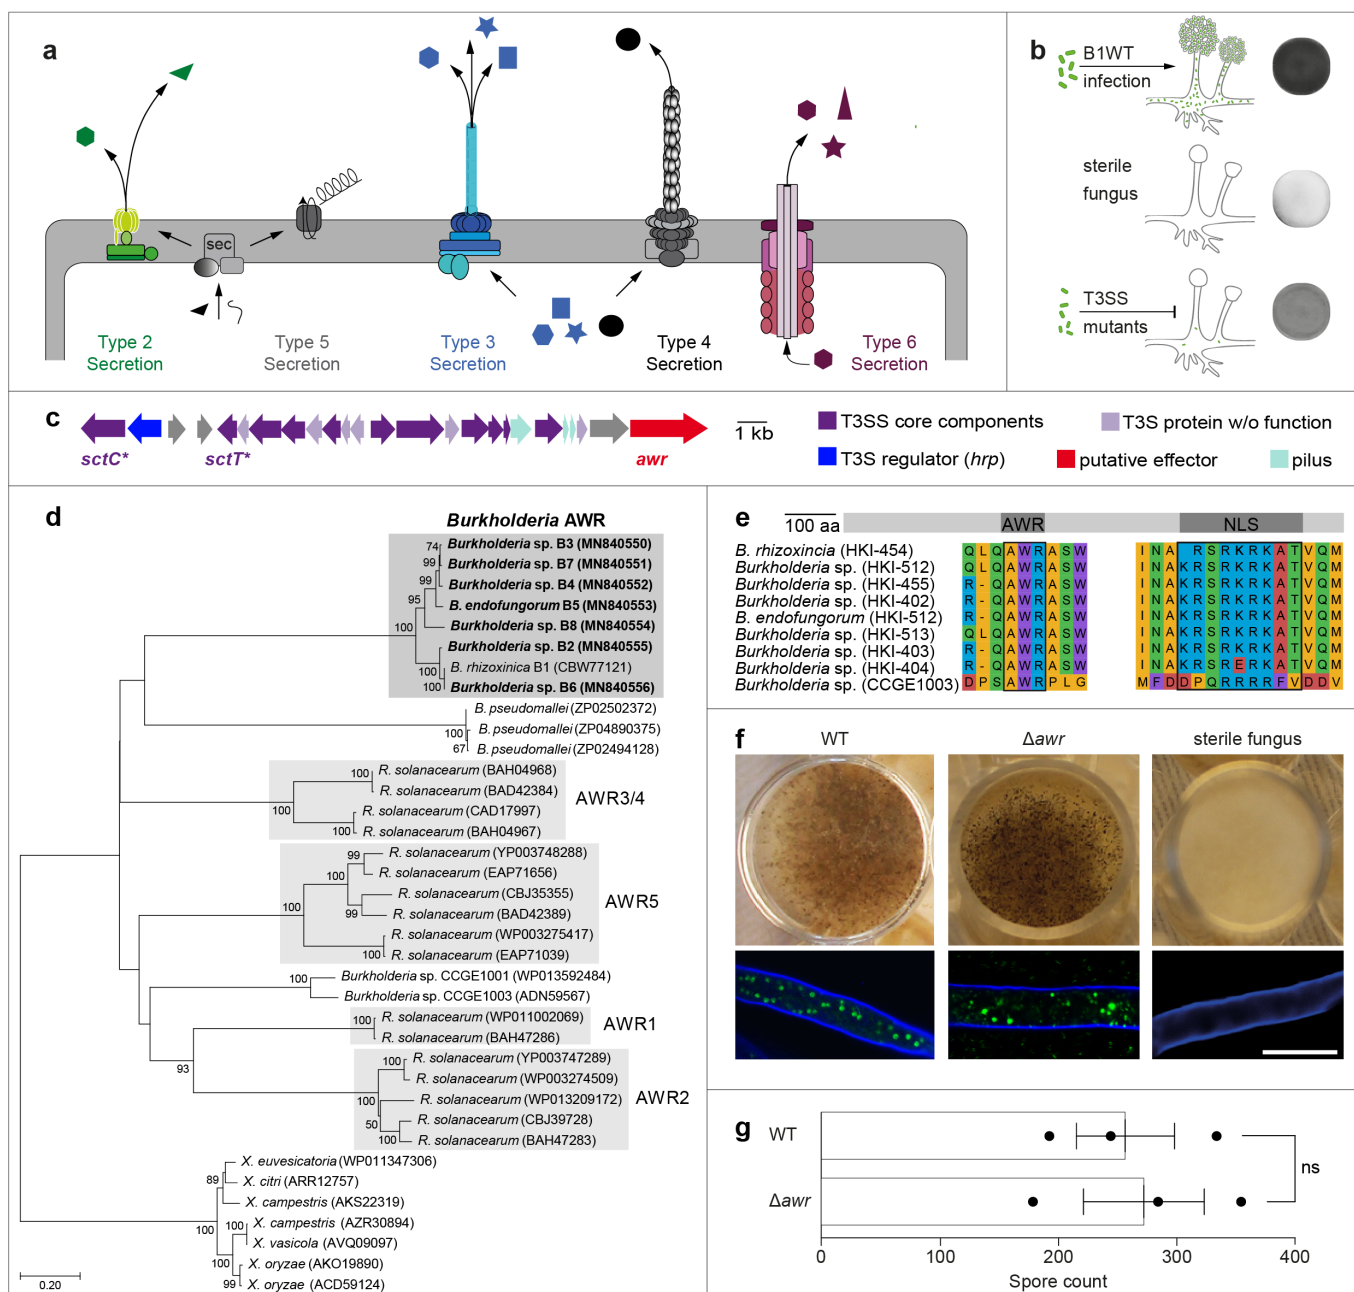 a
sec
Type 2
Secretion
Type 5
Secretion
Type 3
Secretion
Type 4
Secretion
Type 6
Secretion
b
B1WT
infection
sterile
fungus
T3SS
mutants
c
sctC*
sctT*
awr
1 kb
T3SS core components
T3S protein w/o function
T3S regulator (hrp)
putative effector
pilus
d
Burkholderia AWR
74
Burkholderia sp. B3 (MN840550)
99
Burkholderia sp. B7 (MN840551)
99
Burkholderia sp. B4 (MN840552)
95
B. endofungorum B5 (MN840553)
100
Burkholderia sp. B8 (MN840554)
Burkholderia sp. B2 (MN840555)
100
B. rhizoxinica B1 (CBW77121)
100
Burkholderia sp. B6 (MN840556)
B. pseudomallei (ZP02502372)
100
B. pseudomallei (ZP04890375)
67
B. pseudomallei (ZP02494128)
100
R. solanacearum (BAH04968)
R. solanacearum (BAD42384)
AWR3/4
100
R. solanacearum (CAD17997)
100
R. solanacearum (BAH04967)
99
R. solanacearum (YP003748288)
R. solanacearum (EAP71656)
100
R. solanacearum (CBJ35355)
AWR5
99
R. solanacearum (BAD42389)
100
R. solanacearum (WP003275417)
100
R. solanacearum (EAP71039)
100
Burkholderia sp. CCGE1001 (WP013592484)
Burkholderia sp. CCGE1003 (ADN59567)
100
R. solanacearum (WP011002069)
AWR1
R. solanacearum (BAH47286)
93
100
R. solanacearum (YP003747289)
R. solanacearum (WP003274509)
100
R. solanacearum (WP013209172)
AWR2
50
R. solanacearum (CBJ39728)
100
R. solanacearum (BAH47283)
X. euvesicatoria (WP011347306)
89
X. citri (ARR12757)
X. campestris (AKS22319)
100
100
X. campestris (AZR30894)
X. vasicola (AVQ09097)
100
X. oryzae (AKO19890)
99
X. oryzae (ACD59124)
0.20
e
100 aa
AWR
NLS
B. rhizoxincia (HKI-454) Q L Q A W R A S W I N A R S R K R K A T V Q M
Burkholderia sp. (HKI-512) Q L Q A W R A S W I N A K R S R K R K A T V Q M
Burkholderia sp. (HKI-455) R - Q A W R A S W I N A K R S R K R K A T V Q M
Burkholderia sp. (HKI-402) R - Q A W R A S W I N A K R S R K R K A T V Q M
B. endofungorum (HKI-512) R - Q A W R A S W I N A K R S R K R K A T V Q M
Burkholderia sp. (HKI-513) Q L Q A W R A S W I N A K R S R K R K A T V Q M
Burkholderia sp. (HKI-403) R - Q A W R A S W I N A K R S R K R K A T V Q M
Burkholderia sp. (HKI-404) R - Q A W R A S W I N A K R S R E R K A T V Q M
Burkholderia sp. (CCGE1003) D P S A W R P L G M F D D P Q R R R R F V D D V
f
WT
Δawr
sterile fungus
g
WT
Δawr
ns
0
100
200
300
400
Spore count